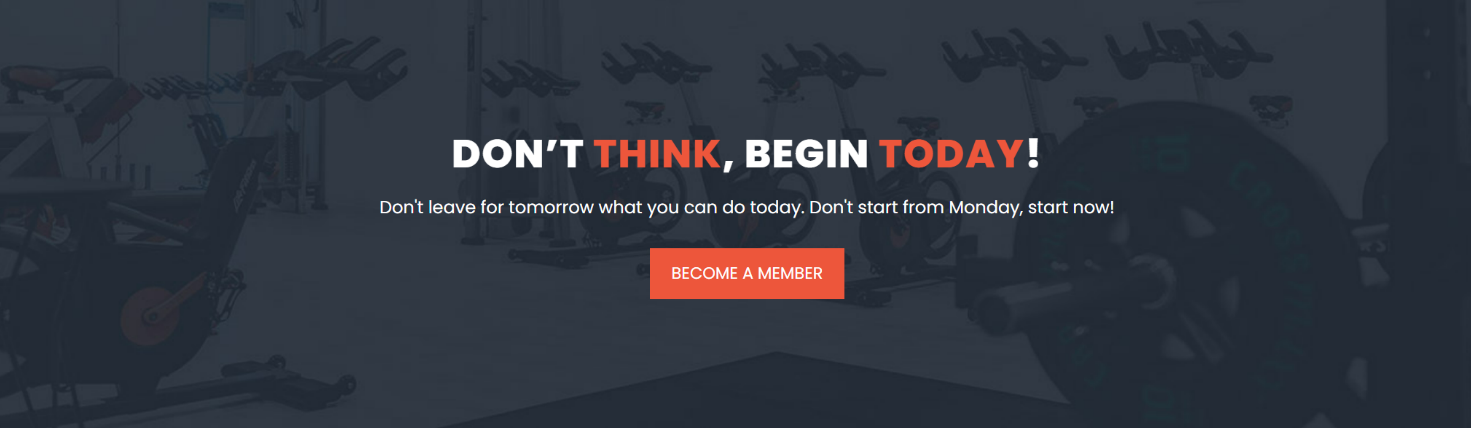 DON’T THINK, BEGIN TODAY!
Don't leave for tomorrow what you can do today. Don't start from Monday, start now!
BECOME A MEMBER